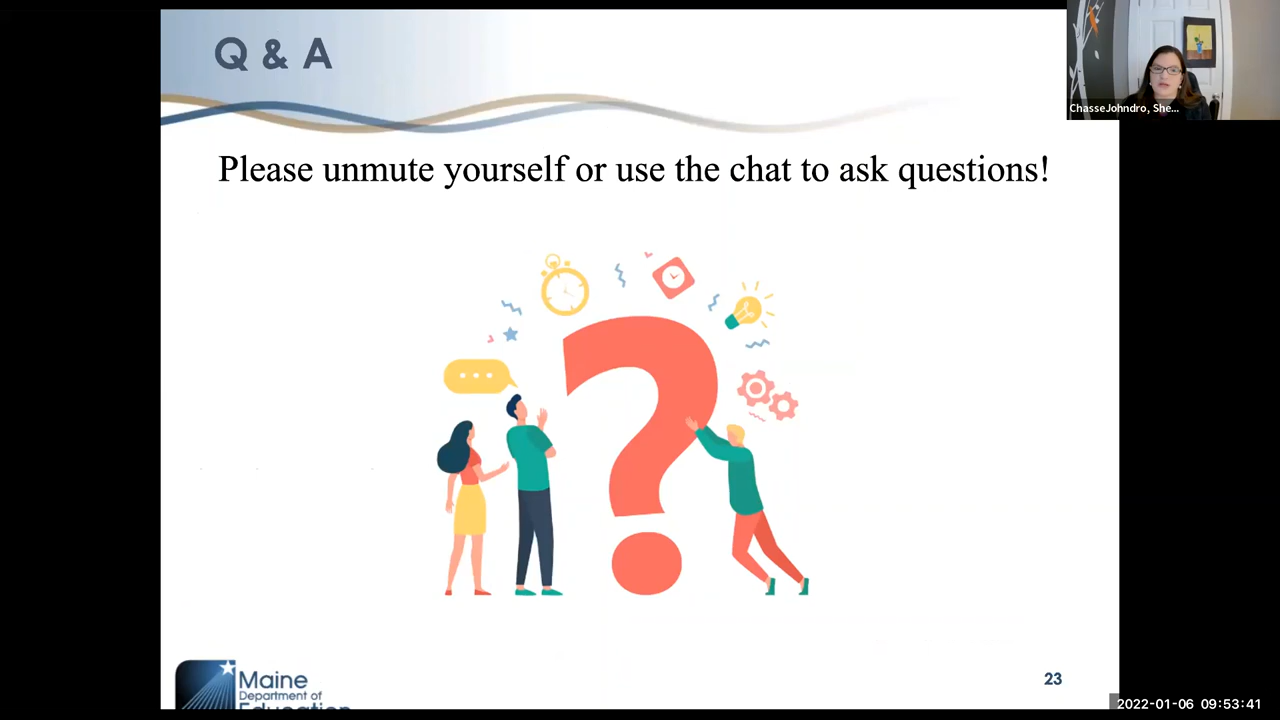 Q & A
ChasseJohndro, She...
Please unmute yourself or use the chat to ask questions!
Maine
Department of
Education
23
2022-01-06 09:53:41